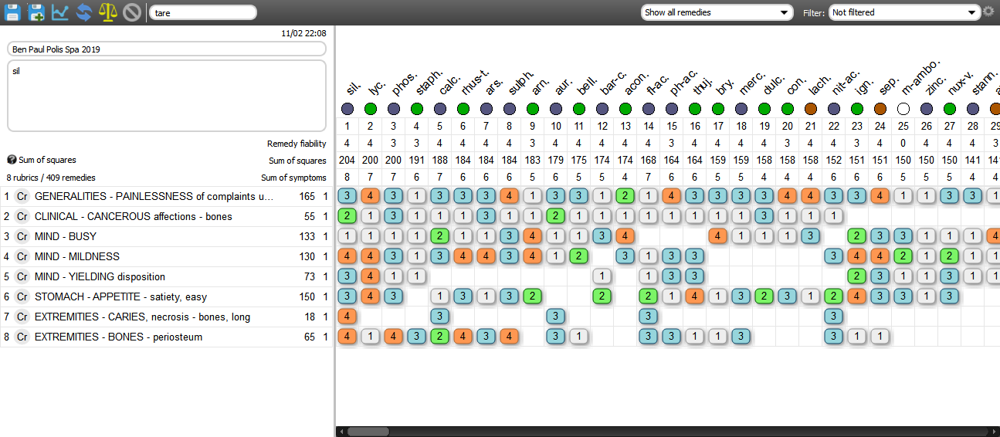 tare Show all remedies Filter: Not filtered
11/02 22:08
Ben Paul Polis Spa 2019
sil
sil. lyc. phos. staph. calc. rhus-t. ars. sulph. arn. aur. bell. bar-c. acon. fl-ac. ph-ac. thuj. bry. merc. dulc. con. lach. nit-ac. ign. sep. m-ambo. zinc. nux-v. stann.
1 2 3 4 5 6 7 8 9 10 11 12 13 14 15 16 17 18 19 20 21 22 23 24 25 26 27 28 29
Remedy fiability 4 4 3 3 4 4 4 4 3 4 4 4 4 4 3 4 4 4 4 3 4 4 3 4 0 4 4 4 3
Sum of squares Sum of squares 204 200 200 191 188 184 184 184 183 179 175 174 174 168 164 164 159 159 158 158 158 152 151 150 150 150 150 141 141
8 rubrics / 409 remedies Sum of symptoms 8 7 7 6 7 6 6 6 5 6 5 6 4 7 6 6 5 5 4 4 4 6 6 6 4 5 5 4 4
1 Cr GENERALITIES - PAINLESSNESS of complaints u... 165 1 3 4 3 1 3 3 3 4 1 3 3 1 2 1 4 3 3 3 3 4 4 3 3 4 1 1 3 3 1
2 Cr CLINICAL - CANCEROUS affections - bones 55 1 2 1 3 1 1 1 3 1 1 2 1 1 1 1 1 1 1 1 3 1 1 1
3 Cr MIND - BUSY 133 1 1 1 1 1 2 1 1 3 4 1 1 3 4 4 1 1 1 3 2 3 3 1 1 1 4
4 Cr MIND - MILDNESS 130 1 4 4 3 1 3 4 4 3 4 1 2 3 1 3 3 3 4 4 2 1 2 1 1
5 Cr MIND - YIELDING disposition 73 1 3 4 1 1 1 1 3 3 2 3 1 1 3 1 1
6 Cr STOMACH - APPETITE - satiety, easy 150 1 3 4 3 1 3 1 3 2 2 2 1 4 1 3 2 3 1 2 4 3 3 1 3
7 Cr EXTREMITIES - CARIES, necrosis - bones, long 18 1 4 3 3 3 3
8 Cr EXTREMITIES - BONES - periosteum 65 1 4 1 4 3 2 4 3 4 3 1 3 3 1 1 3 3 1 1